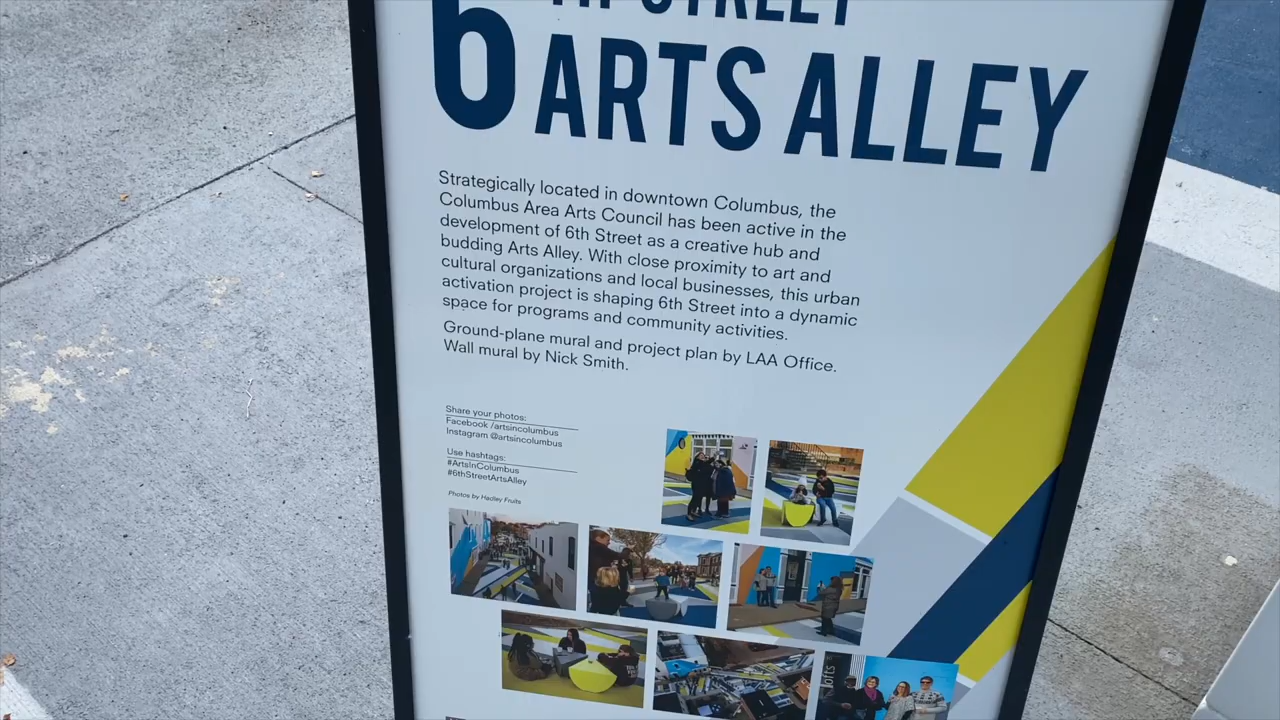 6TH STREET
ARTS ALLEY
Strategically located in downtown Columbus, the
Columbus Area Arts Council has been active in the
development of 6th Street as a creative hub and
budding Arts Alley. With close proximity to art and
cultural organizations and local businesses, this urban
activation project is shaping 6th Street into a dynamic
space for programs and community activities.
Ground-plane mural and project plan by LAA Office.
Wall mural by Nick Smith.
Share your photos:
Facebook /artsincolumbus
Instagram @artsincolumbus
Use hashtags:
#ArtsInColumbus
#6thStreetArtsAlley
Photos by Hadley Fruits
6